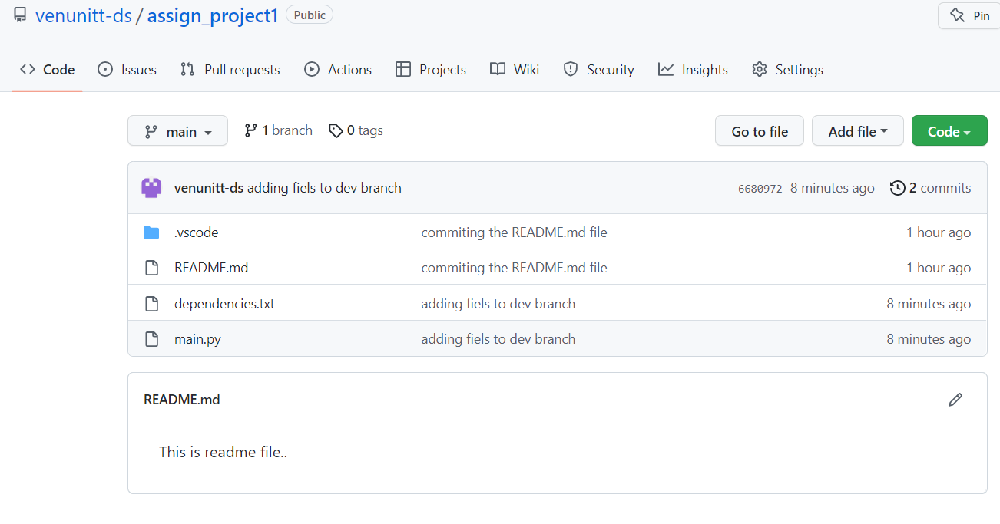 venunitt-ds / assign_project1 Public Pin
Code Issues Pull requests Actions Projects Wiki Security Insights Settings
main 1 branch 0 tags Go to file Add file Code
venunitt-ds adding fiels to dev branch 6680972 8 minutes ago 2 commits
.vscode commiting the README.md file 1 hour ago
README.md commiting the README.md file 1 hour ago
dependencies.txt adding fiels to dev branch 8 minutes ago
main.py adding fiels to dev branch 8 minutes ago
README.md
This is readme file..